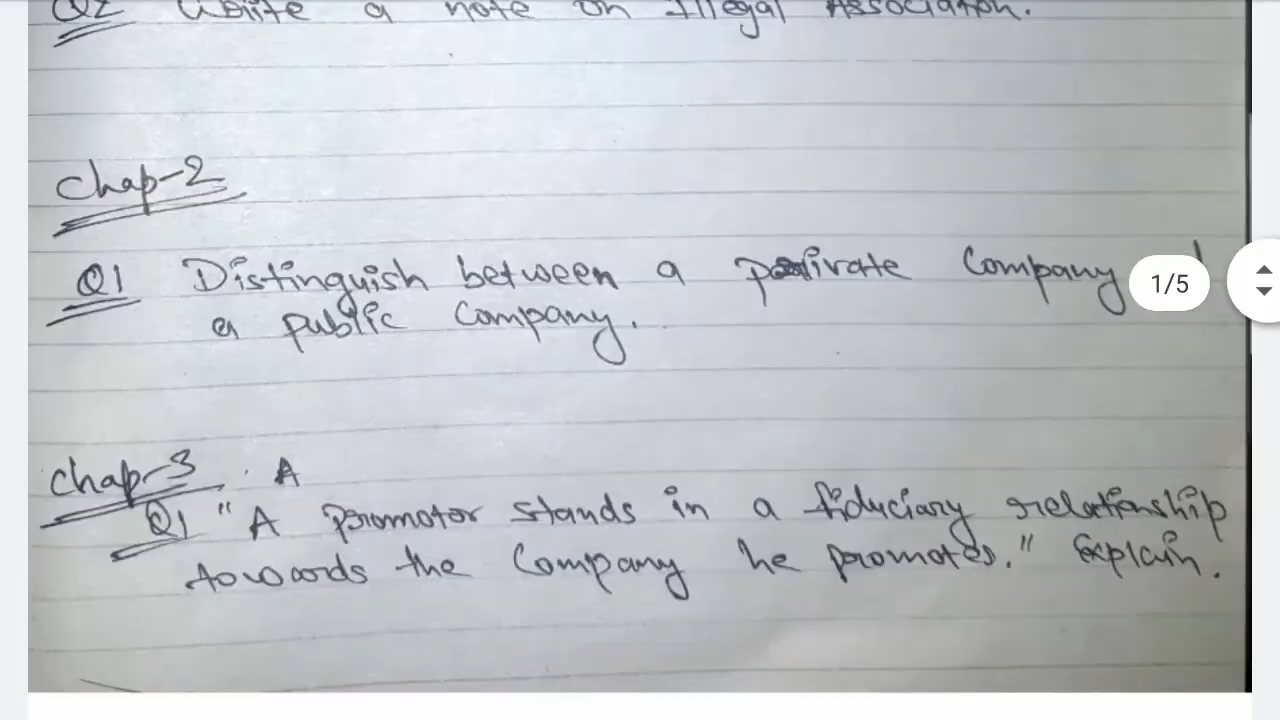 Q2 Write a note on Illegal Association.
Chap-2
Q1 Distinguish between a private Company
a public Company.
1/5
Chap-3 A
Q1 "A promotor stands in a fiduciary relationship
towards the Company he promotes." Explain.